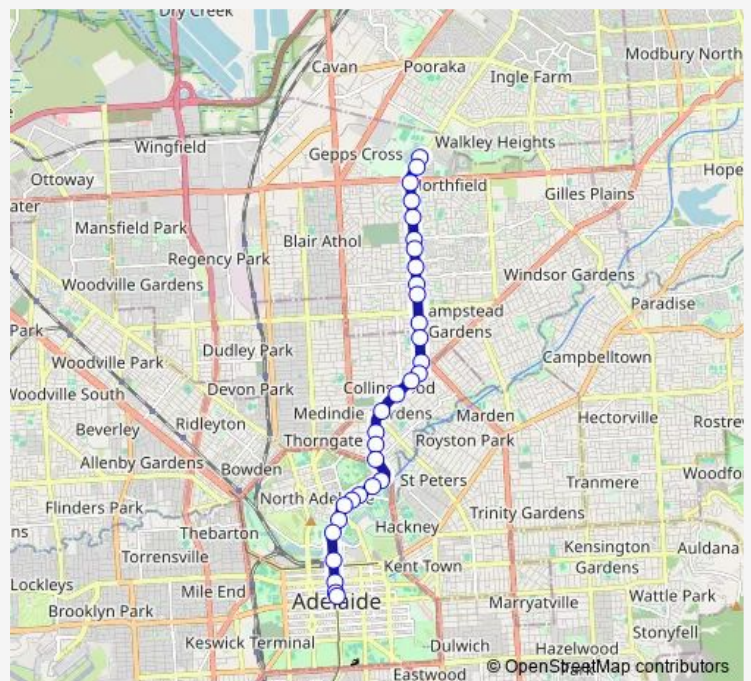 Dry Creek
Cavan
Pooraka
Modbury North
Ingle Farm
Wingfield
Walkley Heights
Gepps Cross
Ottoway
Northfield
Hope
Gilles Plains
ater
Mansfield Park
Blair Athol
Regency Park
Windsor Gardens
Woodville Gardens
Paradise
ampstead
Gardens
Park
Dudley Park
Woodville Park
Campbelltown
Devon Park
Woodville South
Medindie
Marden
Hectorville
Beverley
Ridleyton
Rostre
Thorngate
Royston Park
Allenby Gardens
Bowden
St Peters
Tranmere
Woodfo
North Ade
Flinders Park
Trinity Gardens
Hackney
ns
Thebarton
Kensington
Gardens
Auldana
Torrensville
Kent Town
Lockleys
Mile End
Adelaide
Marryatville
Wattle Park
Brooklyn Park
Stonyfell
Keswick Terminal
Dulwich
Hazelwood
© OpenStreetMap contributors
Eastwood